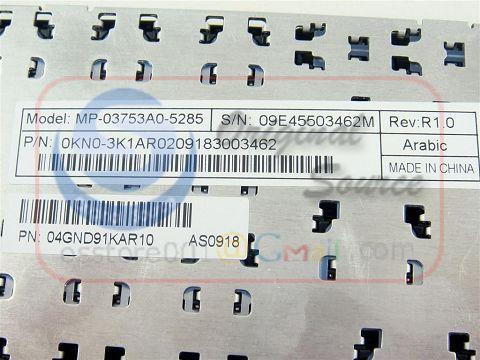 Model: MP-03753A0-5285 S/N: 09E45503462M Rev:R1.0
P/N: 0KN0-3K1AR0209183003462 Arabic
MADE IN CHINA
PN: 04GND91KAR10 AS0918
Original
Source
esstore001@Gmail.com